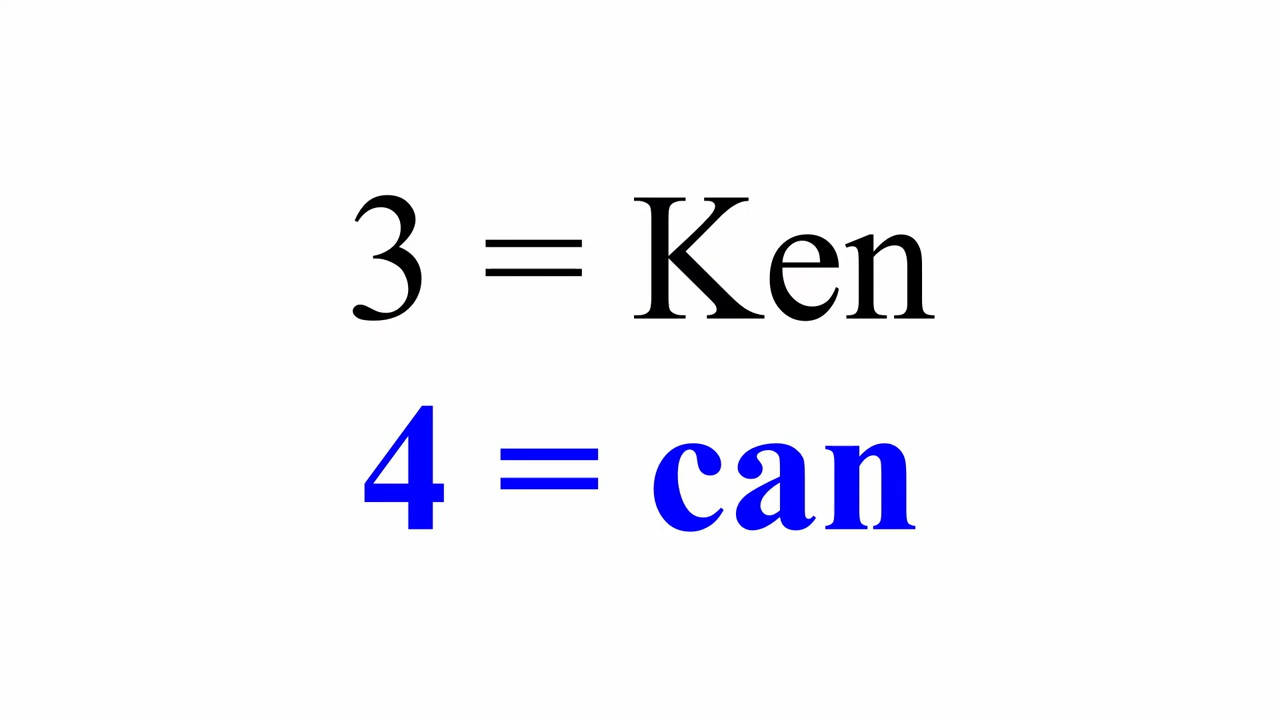 3 = Ken
4 = can